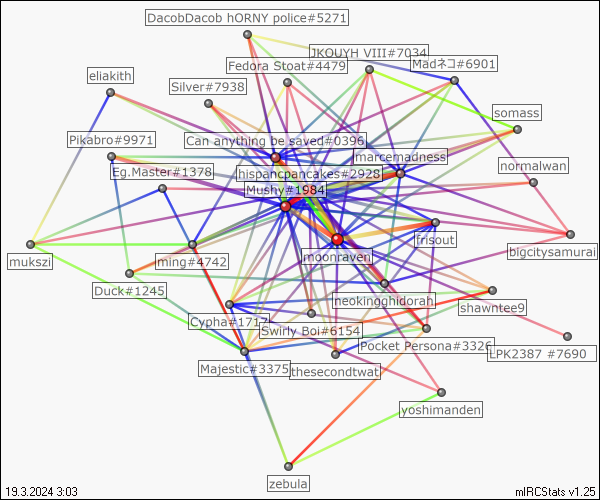 DacobDacob hORNY police#5271
JKOUYH VIII#7034
Fedora Stoat#4479
Madネコ#6901
eliakith
Silver#7938
somass
Pikabro#9971
Can anything be saved#0396
marcemadness
normalwan
Eg.Master#1378
hispancpancakes#2928
Mushy#1984
frisout
bigcitysamurai
mukszi
ming#4742
moonraven
Duck#1245
neokingghidorah
shawntee9
Cypha#1717
Swirly Boi#6154
Pocket Persona#3326
LPK2387 #7690
Majestic#3375
thesecondtwat
yoshimanden
zebula
19.3.2024 3:03
mIRCStats v1.25